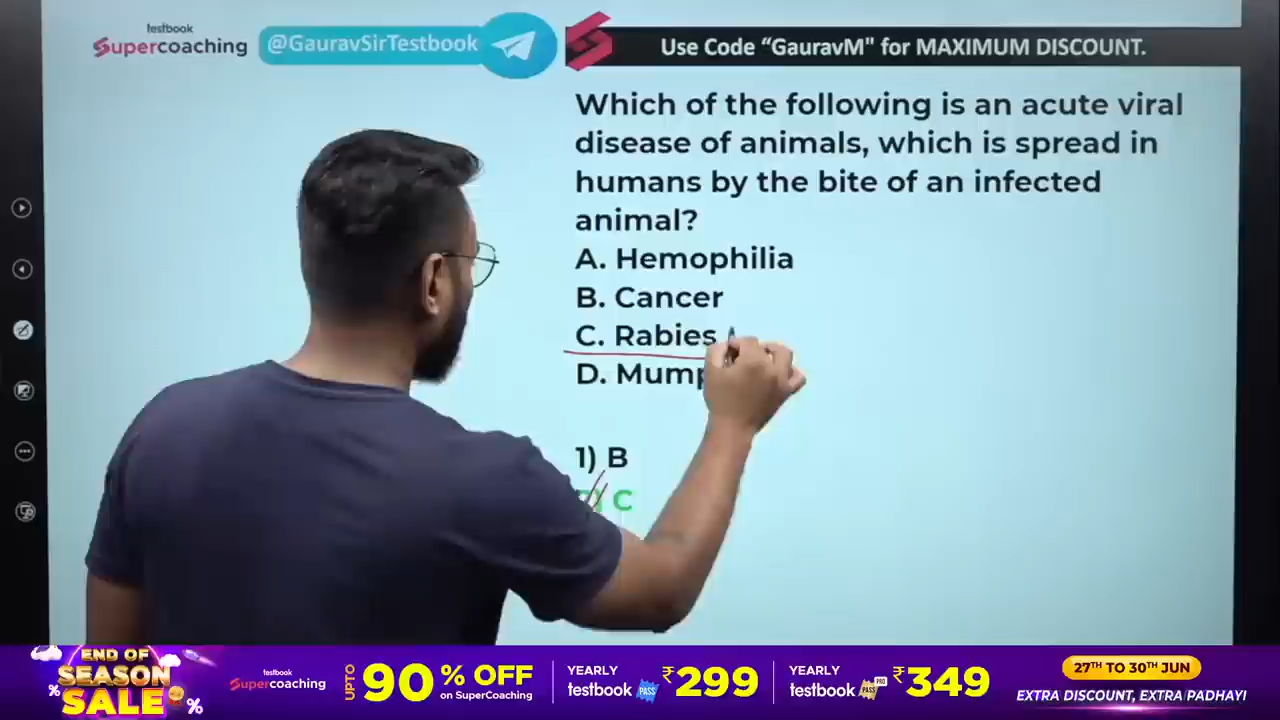 testbook
Supercoaching
@GauravSirTestbook
Use Code “GauravM" for MAXIMUM DISCOUNT.
Which of the following is an acute viral
disease of animals, which is spread in
humans by the bite of an infected
animal?
A. Hemophilia
B. Cancer
C. Rabies
D.
1) B
C
END OF
SEASON
SALE
%
%
testbook
Supercoaching
UPTO
90% OFF
on SuperCoaching
YEARLY
testbook PASS
₹299
YEARLY
testbook PASS PRO
₹349
27TH TO 30TH JUN
EXTRA DISCOUNT, EXTRA PADHAYI